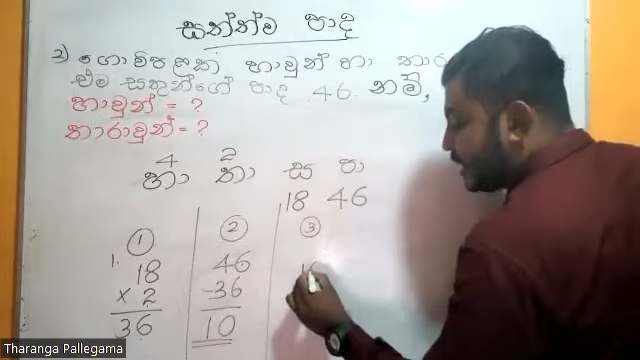 සත්ත්ව පාද
2) ගොවිපළක හාවුන් හා තාරා
එම සතුන්ගේ පාද 46 නම්,
හාවුන් = ?
තාරාවුන් = ?
4 2
හා තා ස පා
18 46
① ② ③
18 46
× 2 -36
36 10
Tharanga Pallegama